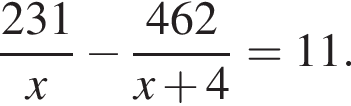 231/x − 462/(x+4) = 11.